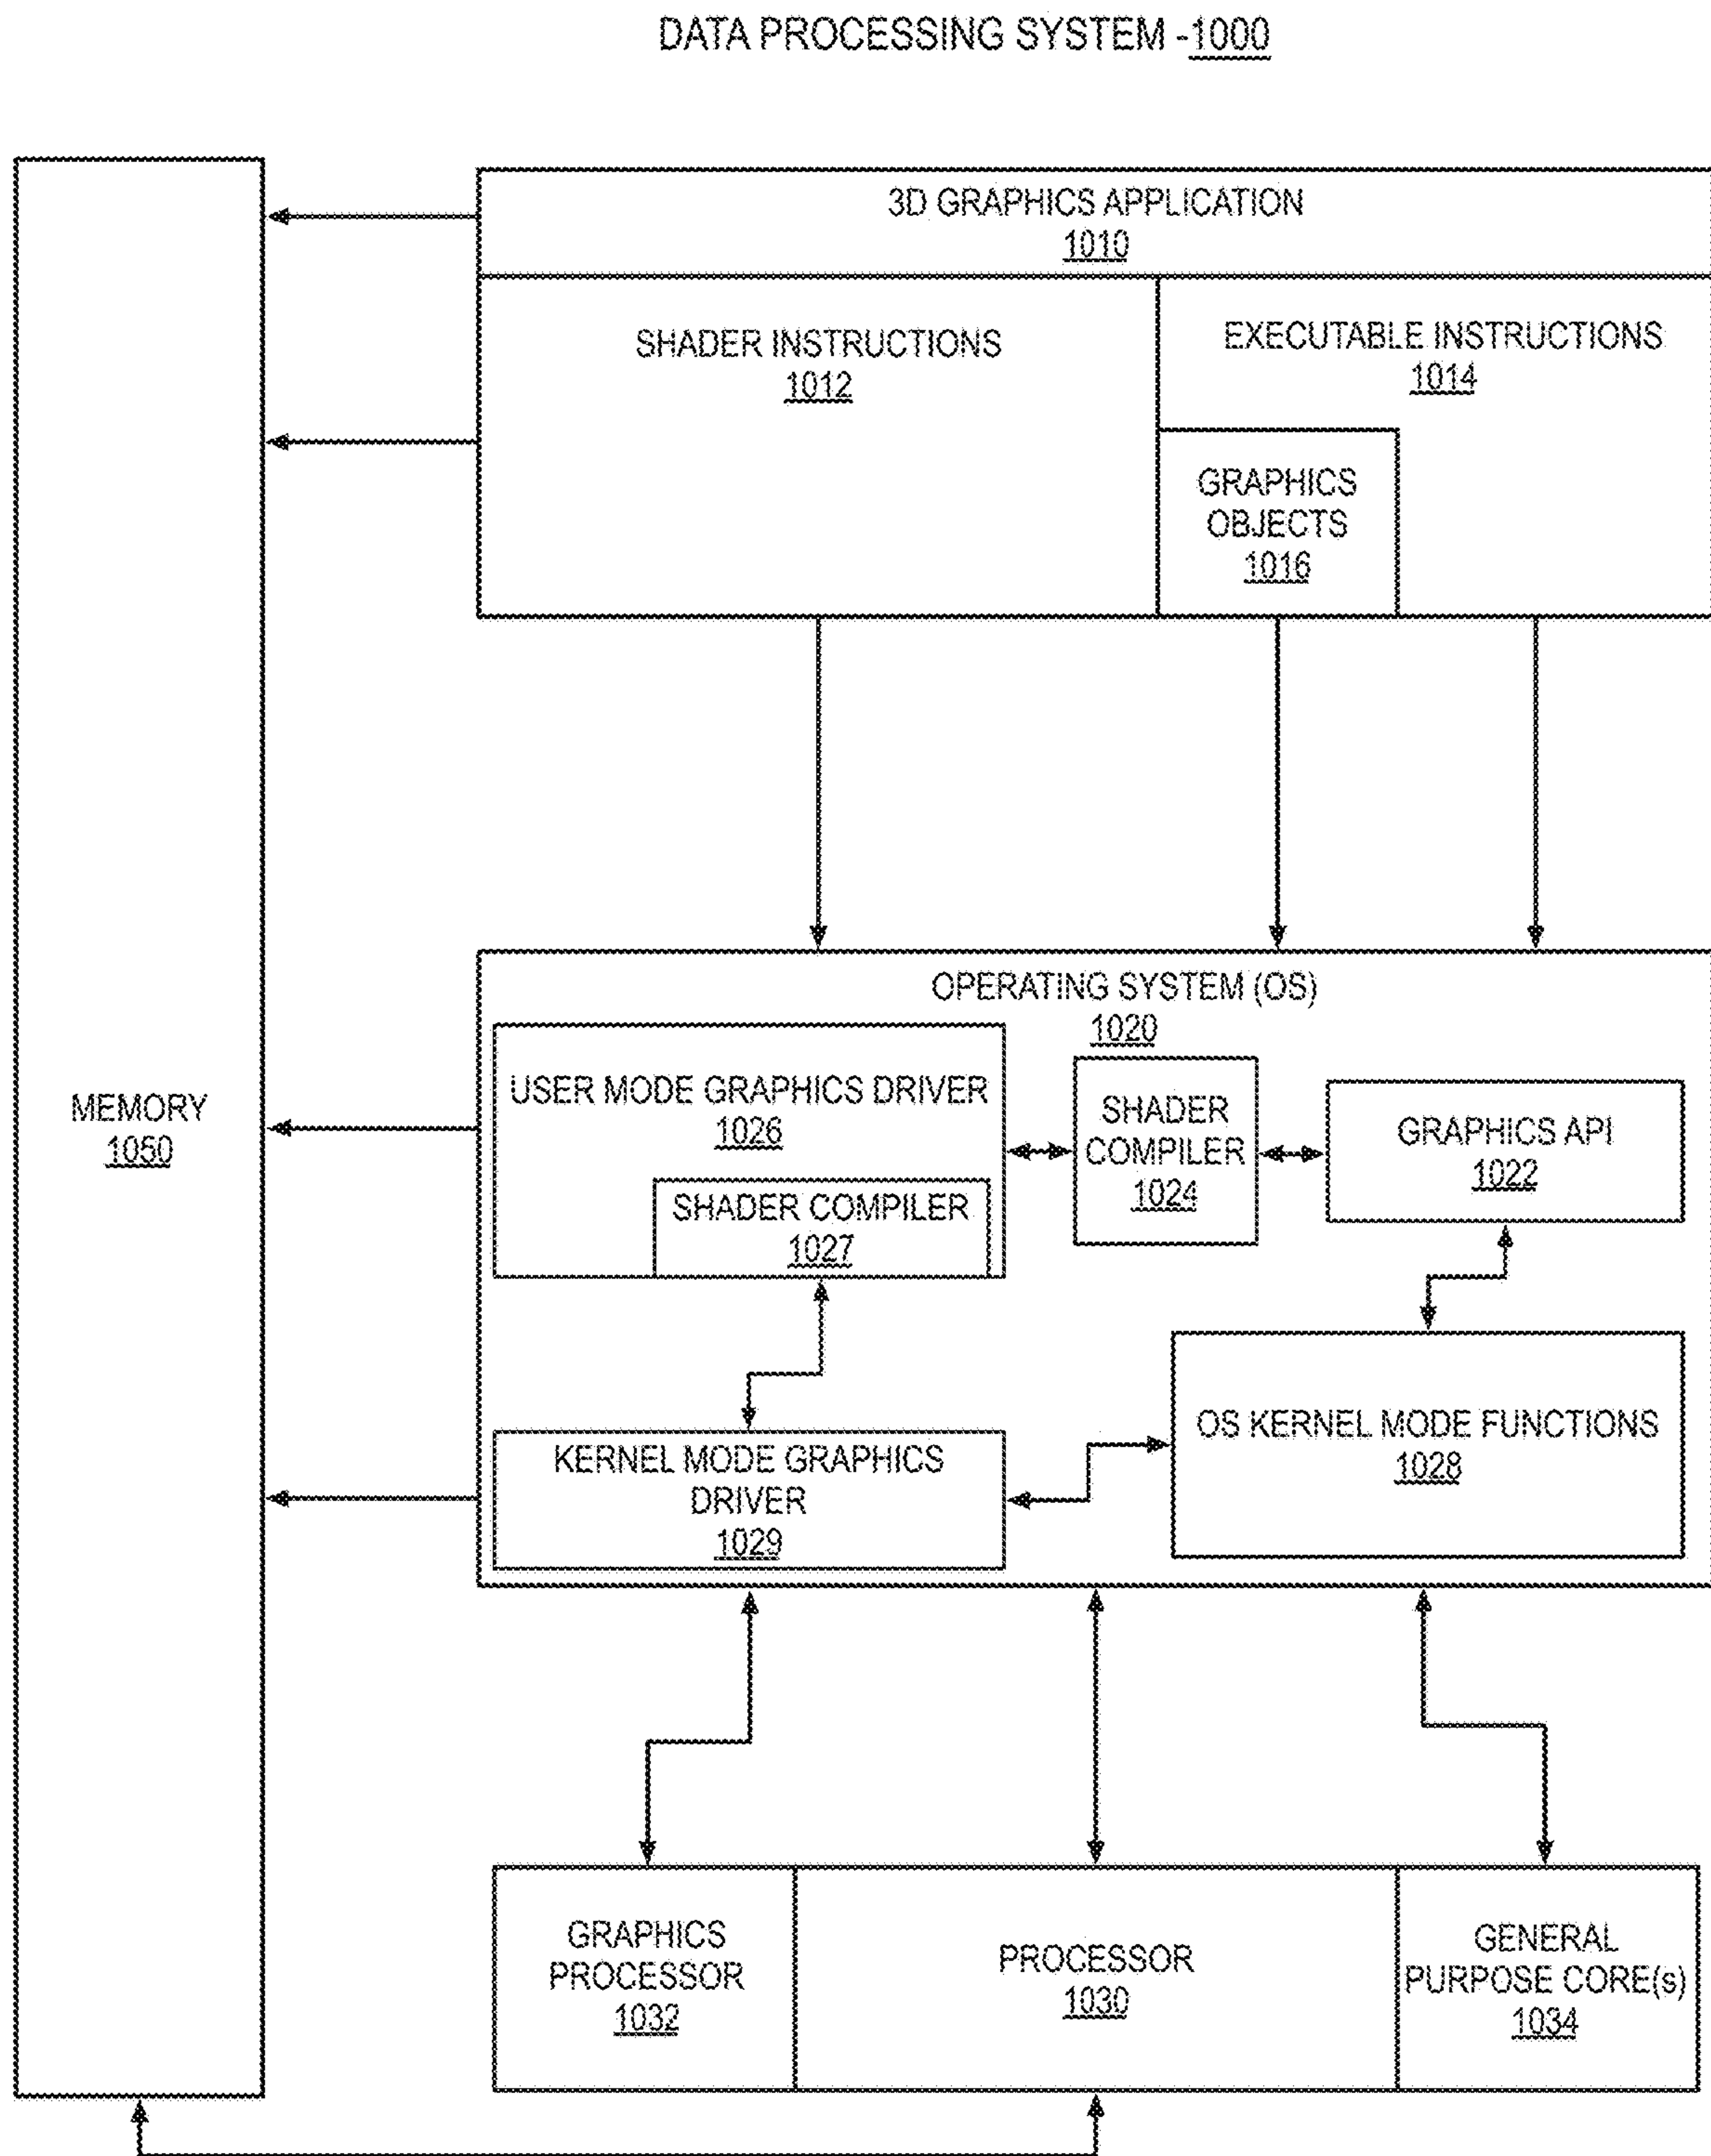 DATA PROCESSING SYSTEM -1000
3D GRAPHICS APPLICATION
1010
SHADER INSTRUCTIONS
1012
EXECUTABLE INSTRUCTIONS
1014
GRAPHICS
OBJECTS
1016
MEMORY
1050
OPERATING SYSTEM (OS)
1020
USER MODE GRAPHICS DRIVER
1026
SHADER COMPILER
1027
SHADER
COMPILER
1024
GRAPHICS API
1022
KERNEL MODE GRAPHICS
DRIVER
1029
OS KERNEL MODE FUNCTIONS
1028
GRAPHICS
PROCESSOR
1032
PROCESSOR
1030
GENERAL
PURPOSE CORE(s)
1034